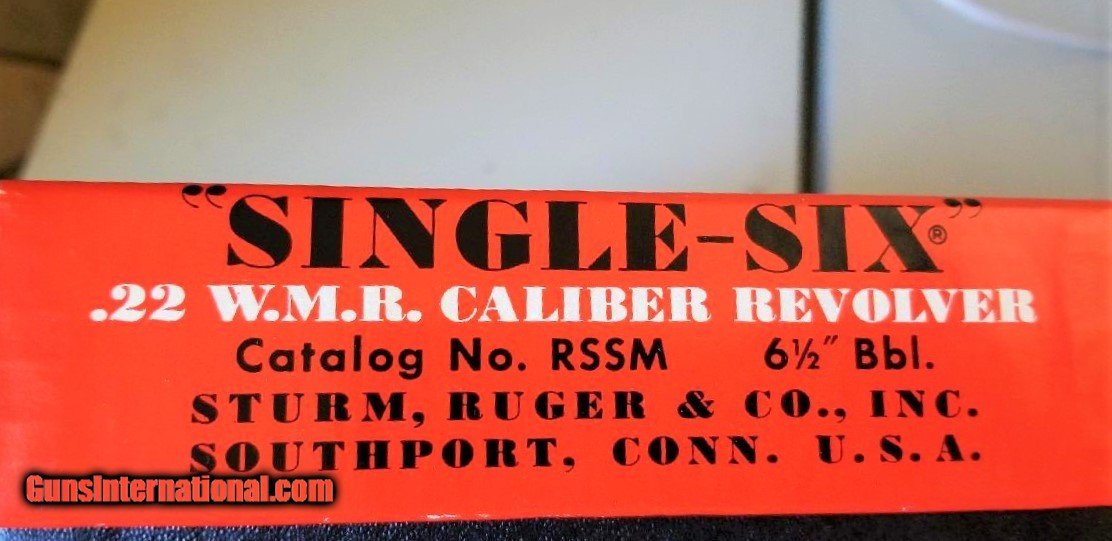 “SINGLE-SIX”®
.22 W.M.R. CALIBER REVOLVER
Catalog No. RSSM 6½" Bbl.
STURM, RUGER & CO., INC.
SOUTHPORT, CONN. U.S.A.
GunsInternational.com